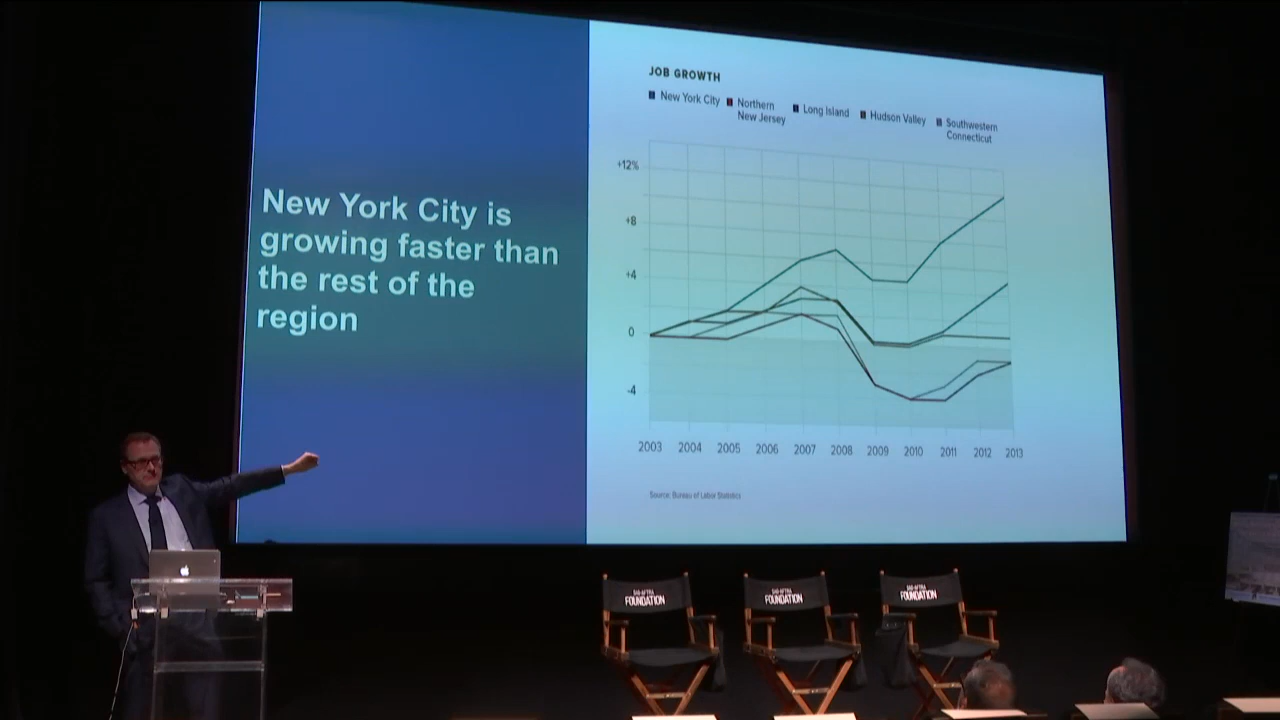 New York City is
growing faster than
the rest of the
region
JOB GROWTH
New York City
Northern
New Jersey
Long Island
Hudson Valley
Southwestern
Connecticut
+12%
+8
+4
0
-4
2003 2004 2005 2006 2007 2008 2009 2010 2011 2012 2013
Source: Bureau of Labor Statistics
SAG-AFTRA
FOUNDATION
SAG-AFTRA
FOUNDATION
SAG-AFTRA
FOUNDATION